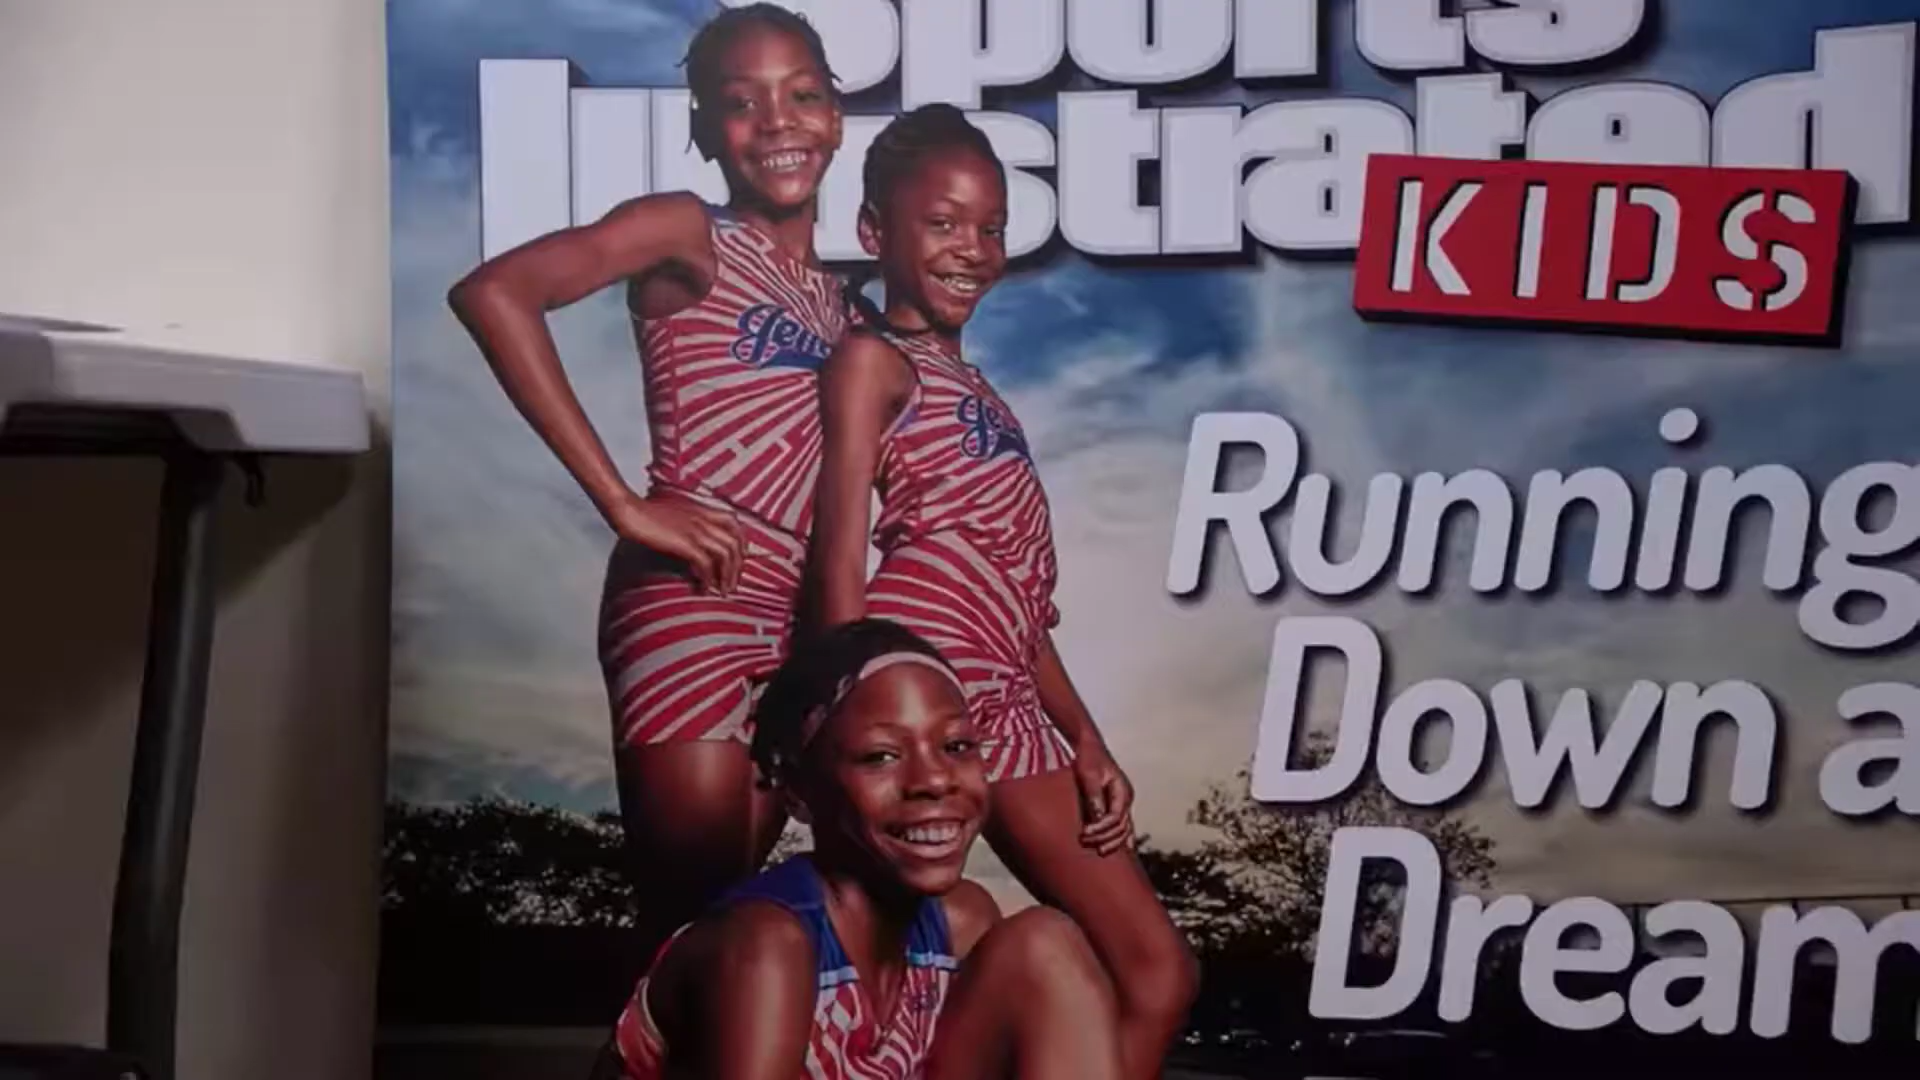 Sports
Illustrated
KIDS
Running
Down a
Dream